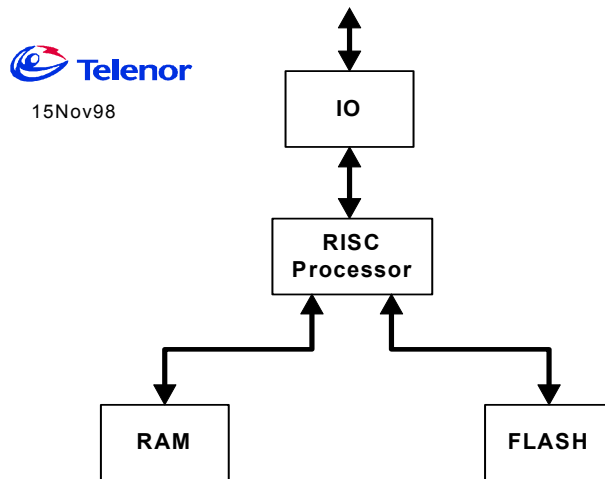 Telenor
15Nov98
IO
RISC
Processor
RAM
FLASH